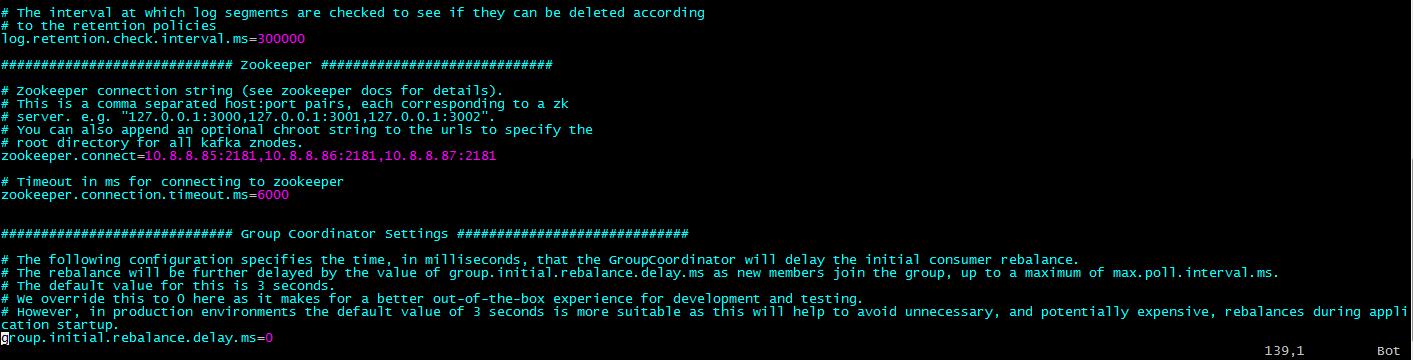 # The interval at which log segments are checked to see if they can be deleted according
# to the retention policies
log.retention.check.interval.ms=300000
############################# Zookeeper #############################
# Zookeeper connection string (see zookeeper docs for details).
# This is a comma separated host:port pairs, each corresponding to a zk
# server. e.g. "127.0.0.1:3000,127.0.0.1:3001,127.0.0.1:3002".
# You can also append an optional chroot string to the urls to specify the
# root directory for all kafka znodes.
zookeeper.connect=10.8.8.85:2181,10.8.8.86:2181,10.8.8.87:2181
# Timeout in ms for connecting to zookeeper
zookeeper.connection.timeout.ms=6000
############################# Group Coordinator Settings #############################
# The following configuration specifies the time, in milliseconds, that the GroupCoordinator will delay the initial consumer rebalance.
# The rebalance will be further delayed by the value of group.initial.rebalance.delay.ms as new members join the group, up to a maximum of max.poll.interval.ms.
# The default value for this is 3 seconds.
# We override this to 0 here as it makes for a better out-of-the-box experience for development and testing.
# However, in production environments the default value of 3 seconds is more suitable as this will help to avoid unnecessary, and potentially expensive, rebalances during appli
cation startup.
group.initial.rebalance.delay.ms=0
139,1 Bot